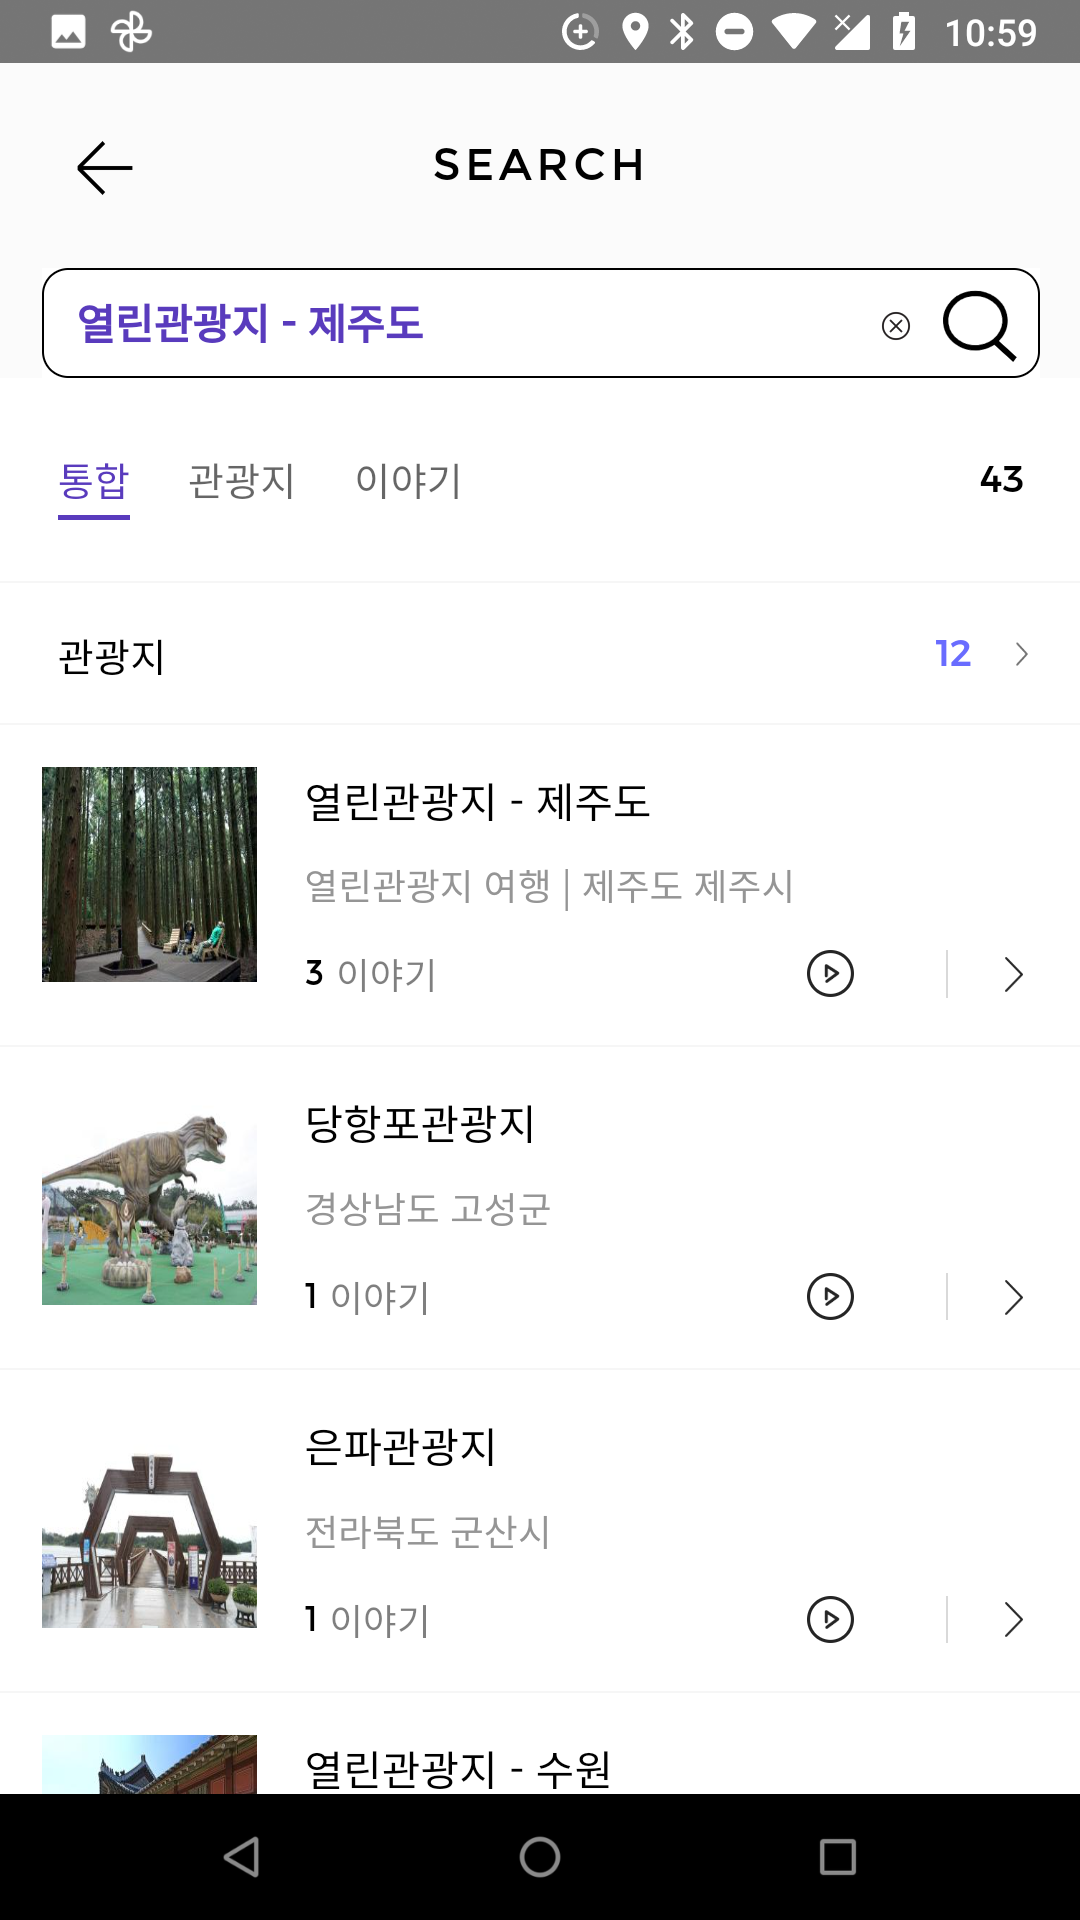 10:59
SEARCH
열린관광지 - 제주도
통합 관광지 이야기 43
관광지 12
열린관광지 - 제주도
열린관광지 여행 | 제주도 제주시
3 이야기
당항포관광지
경상남도 고성군
1 이야기
은파관광지
전라북도 군산시
1 이야기
열린관광지 - 수원